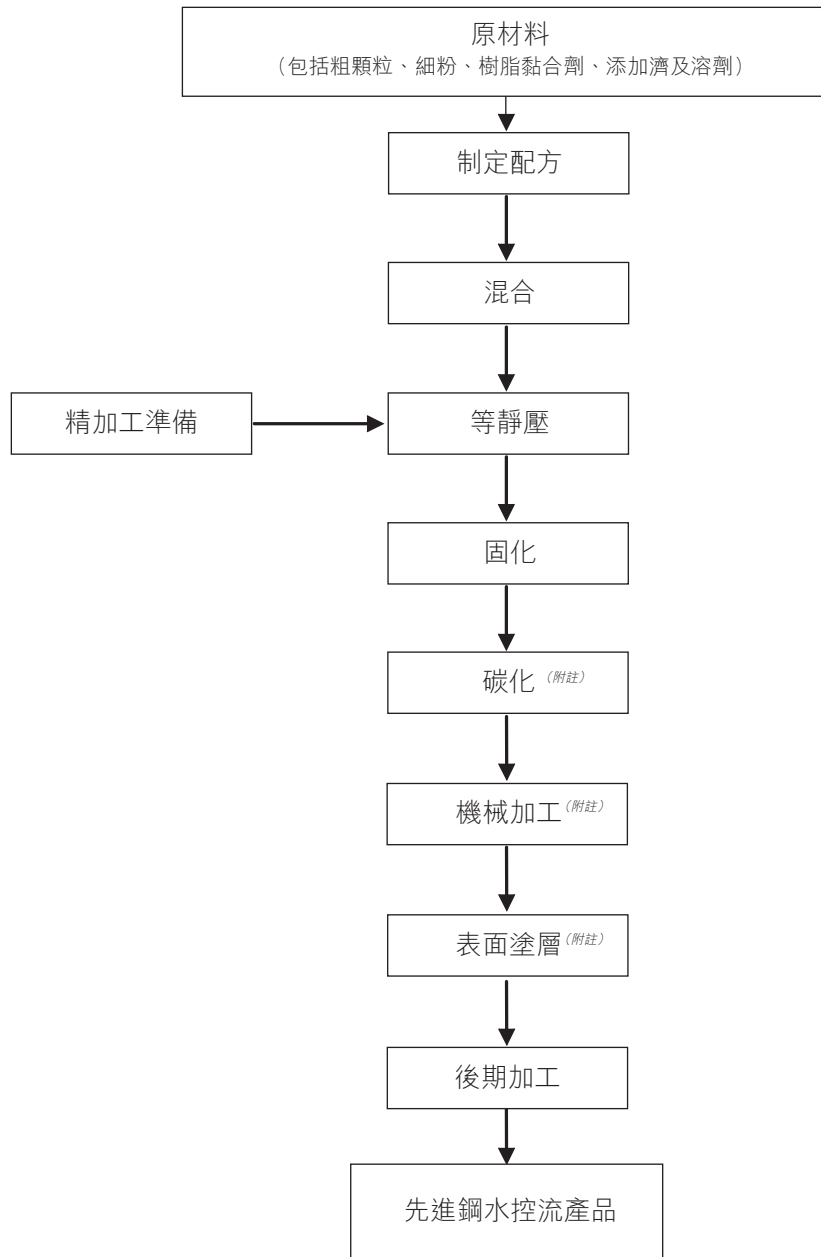 原材料
（包括粗顆粒、細粉、樹脂黏合劑、添加濟及溶劑）
制定配方
混合
精加工準備
等靜壓
固化
碳化（附註）
機械加工（附註）
表面塗層（附註）
後期加工
先進鋼水控流產品